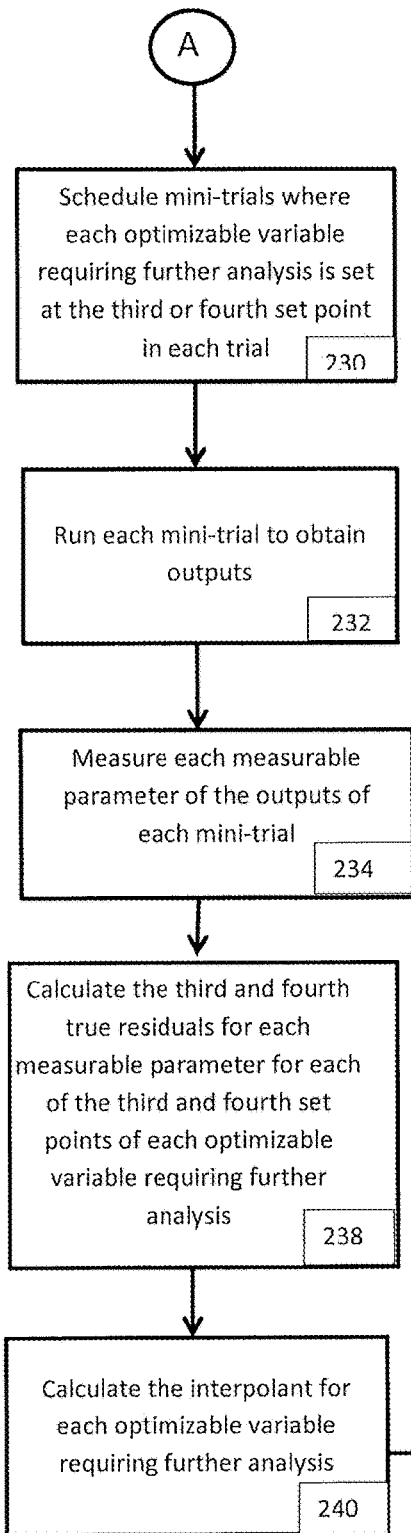 A
Schedule mini-trials where
each optimizable variable
requiring further analysis is set
at the third or fourth set point
in each trial
230
Run each mini-trial to obtain
outputs
232
Measure each measurable
parameter of the outputs of
each mini-trial
234
Calculate the third and fourth
true residuals for each
measurable parameter for each
of the third and fourth set
points of each optimizable
variable requiring further
analysis
238
Calculate the interpolant for
each optimizable variable
requiring further analysis
240